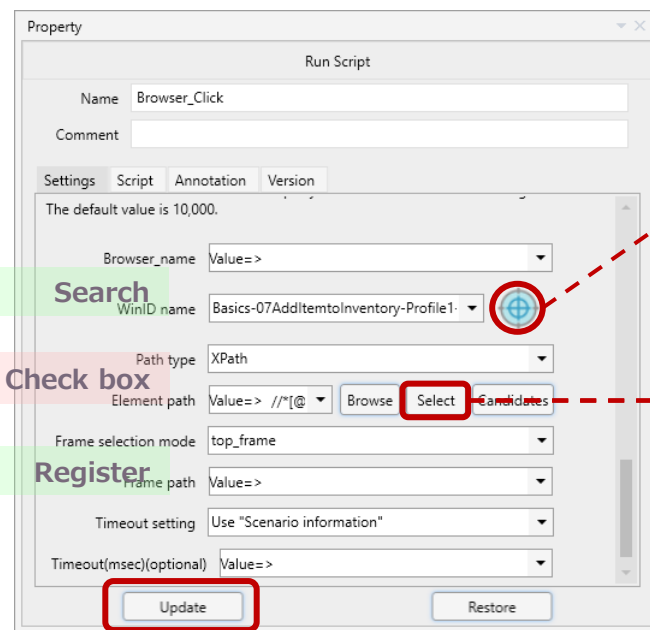 Property
Run Script
Name Browser_Click
Comment
Settings Script Annotation Version
The default value is 10,000.
Browser_name Value=>
Search
WinID name Basics-07AddItemtoInventory-Profile1-
Path type XPath
Check box
Element path Value=> //*[@ Browse Select Candidates
Frame selection mode top_frame
Register
Frame path Value=>
Timeout setting Use "Scenario information"
Timeout(msec)(optional) Value=>
Update Restore